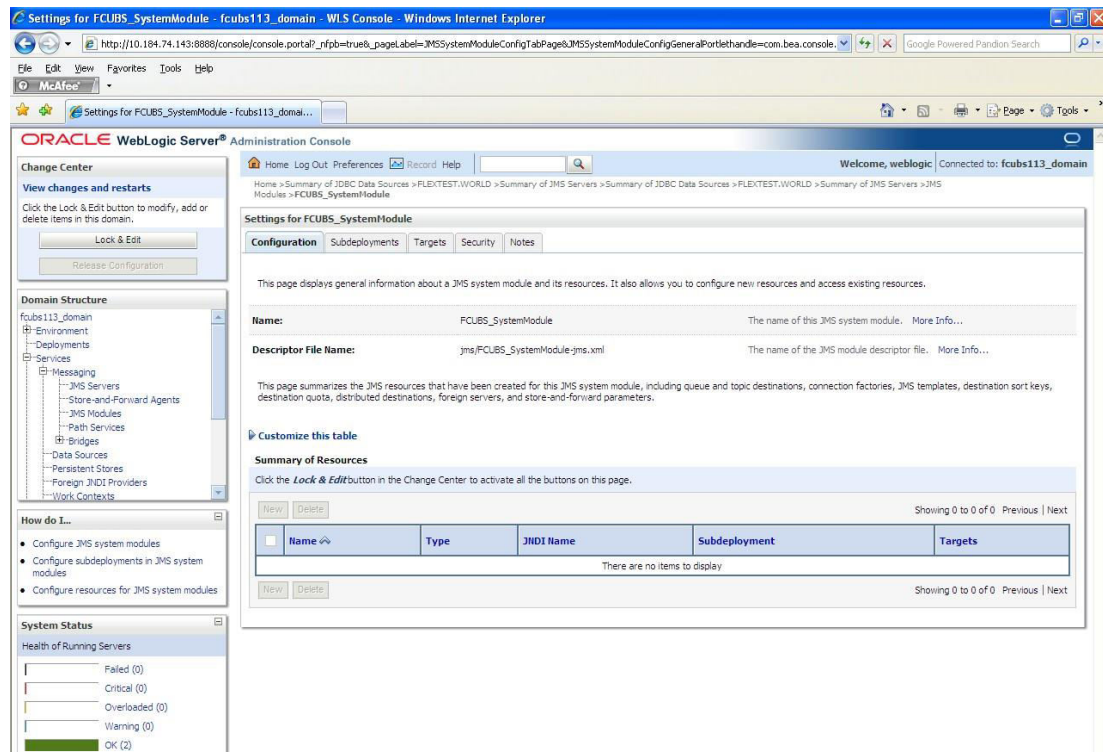 Settings for FCUBS_SystemModule - fcubs113_domain - WLS Console - Windows Internet Explorer
http://10.184.74.143:8888/console/console.portal?_nfpb=true&_pageLabel=JMSSystemModuleConfigTabPage&JMSSystemModuleConfigGeneralPortlethandle=com.bea.console.
Google Powered Pandion Search
File Edit View Favorites Tools Help
McAfee
Settings for FCUBS_SystemModule - fcubs113_domai...
Page Tools
ORACLE WebLogic Server® Administration Console
Change Center
View changes and restarts
Click the Lock & Edit button to modify, add or
delete items in this domain.
Lock & Edit
Release Configuration
Domain Structure
fcubs113_domain
Environment
Deployments
Services
Messaging
JMS Servers
Store-and-Forward Agents
JMS Modules
Path Services
Bridges
Data Sources
Persistent Stores
Foreign JNDI Providers
Work Contexts
How do I...
Configure JMS system modules
Configure subdeployments in JMS system
modules
Configure resources for JMS system modules
System Status
Health of Running Servers
Failed (0)
Critical (0)
Overloaded (0)
Warning (0)
OK (2)
Home Log Out Preferences Record Help
Welcome, weblogic Connected to: fcubs113_domain
Home >Summary of JDBC Data Sources >FLEXTEST.WORLD >Summary of JMS Servers >Summary of JDBC Data Sources >FLEXTEST.WORLD >Summary of JMS Servers >JMS
Modules >FCUBS_SystemModule
Settings for FCUBS_SystemModule
Configuration Subdeployments Targets Security Notes
This page displays general information about a JMS system module and its resources. It also allows you to configure new resources and access existing resources.
Name: FCUBS_SystemModule The name of this JMS system module. More Info...
Descriptor File Name: jms/FCUBS_SystemModule-jms.xml The name of the JMS module descriptor file. More Info...
This page summarizes the JMS resources that have been created for this JMS system module, including queue and topic destinations, connection factories, JMS templates, destination sort keys,
destination quota, distributed destinations, foreign servers, and store-and-forward parameters.
Customize this table
Summary of Resources
Click the Lock & Edit button in the Change Center to activate all the buttons on this page.
New Delete Showing 0 to 0 of 0 Previous | Next
Name Type JNDI Name Subdeployment Targets
There are no items to display
New Delete Showing 0 to 0 of 0 Previous | Next